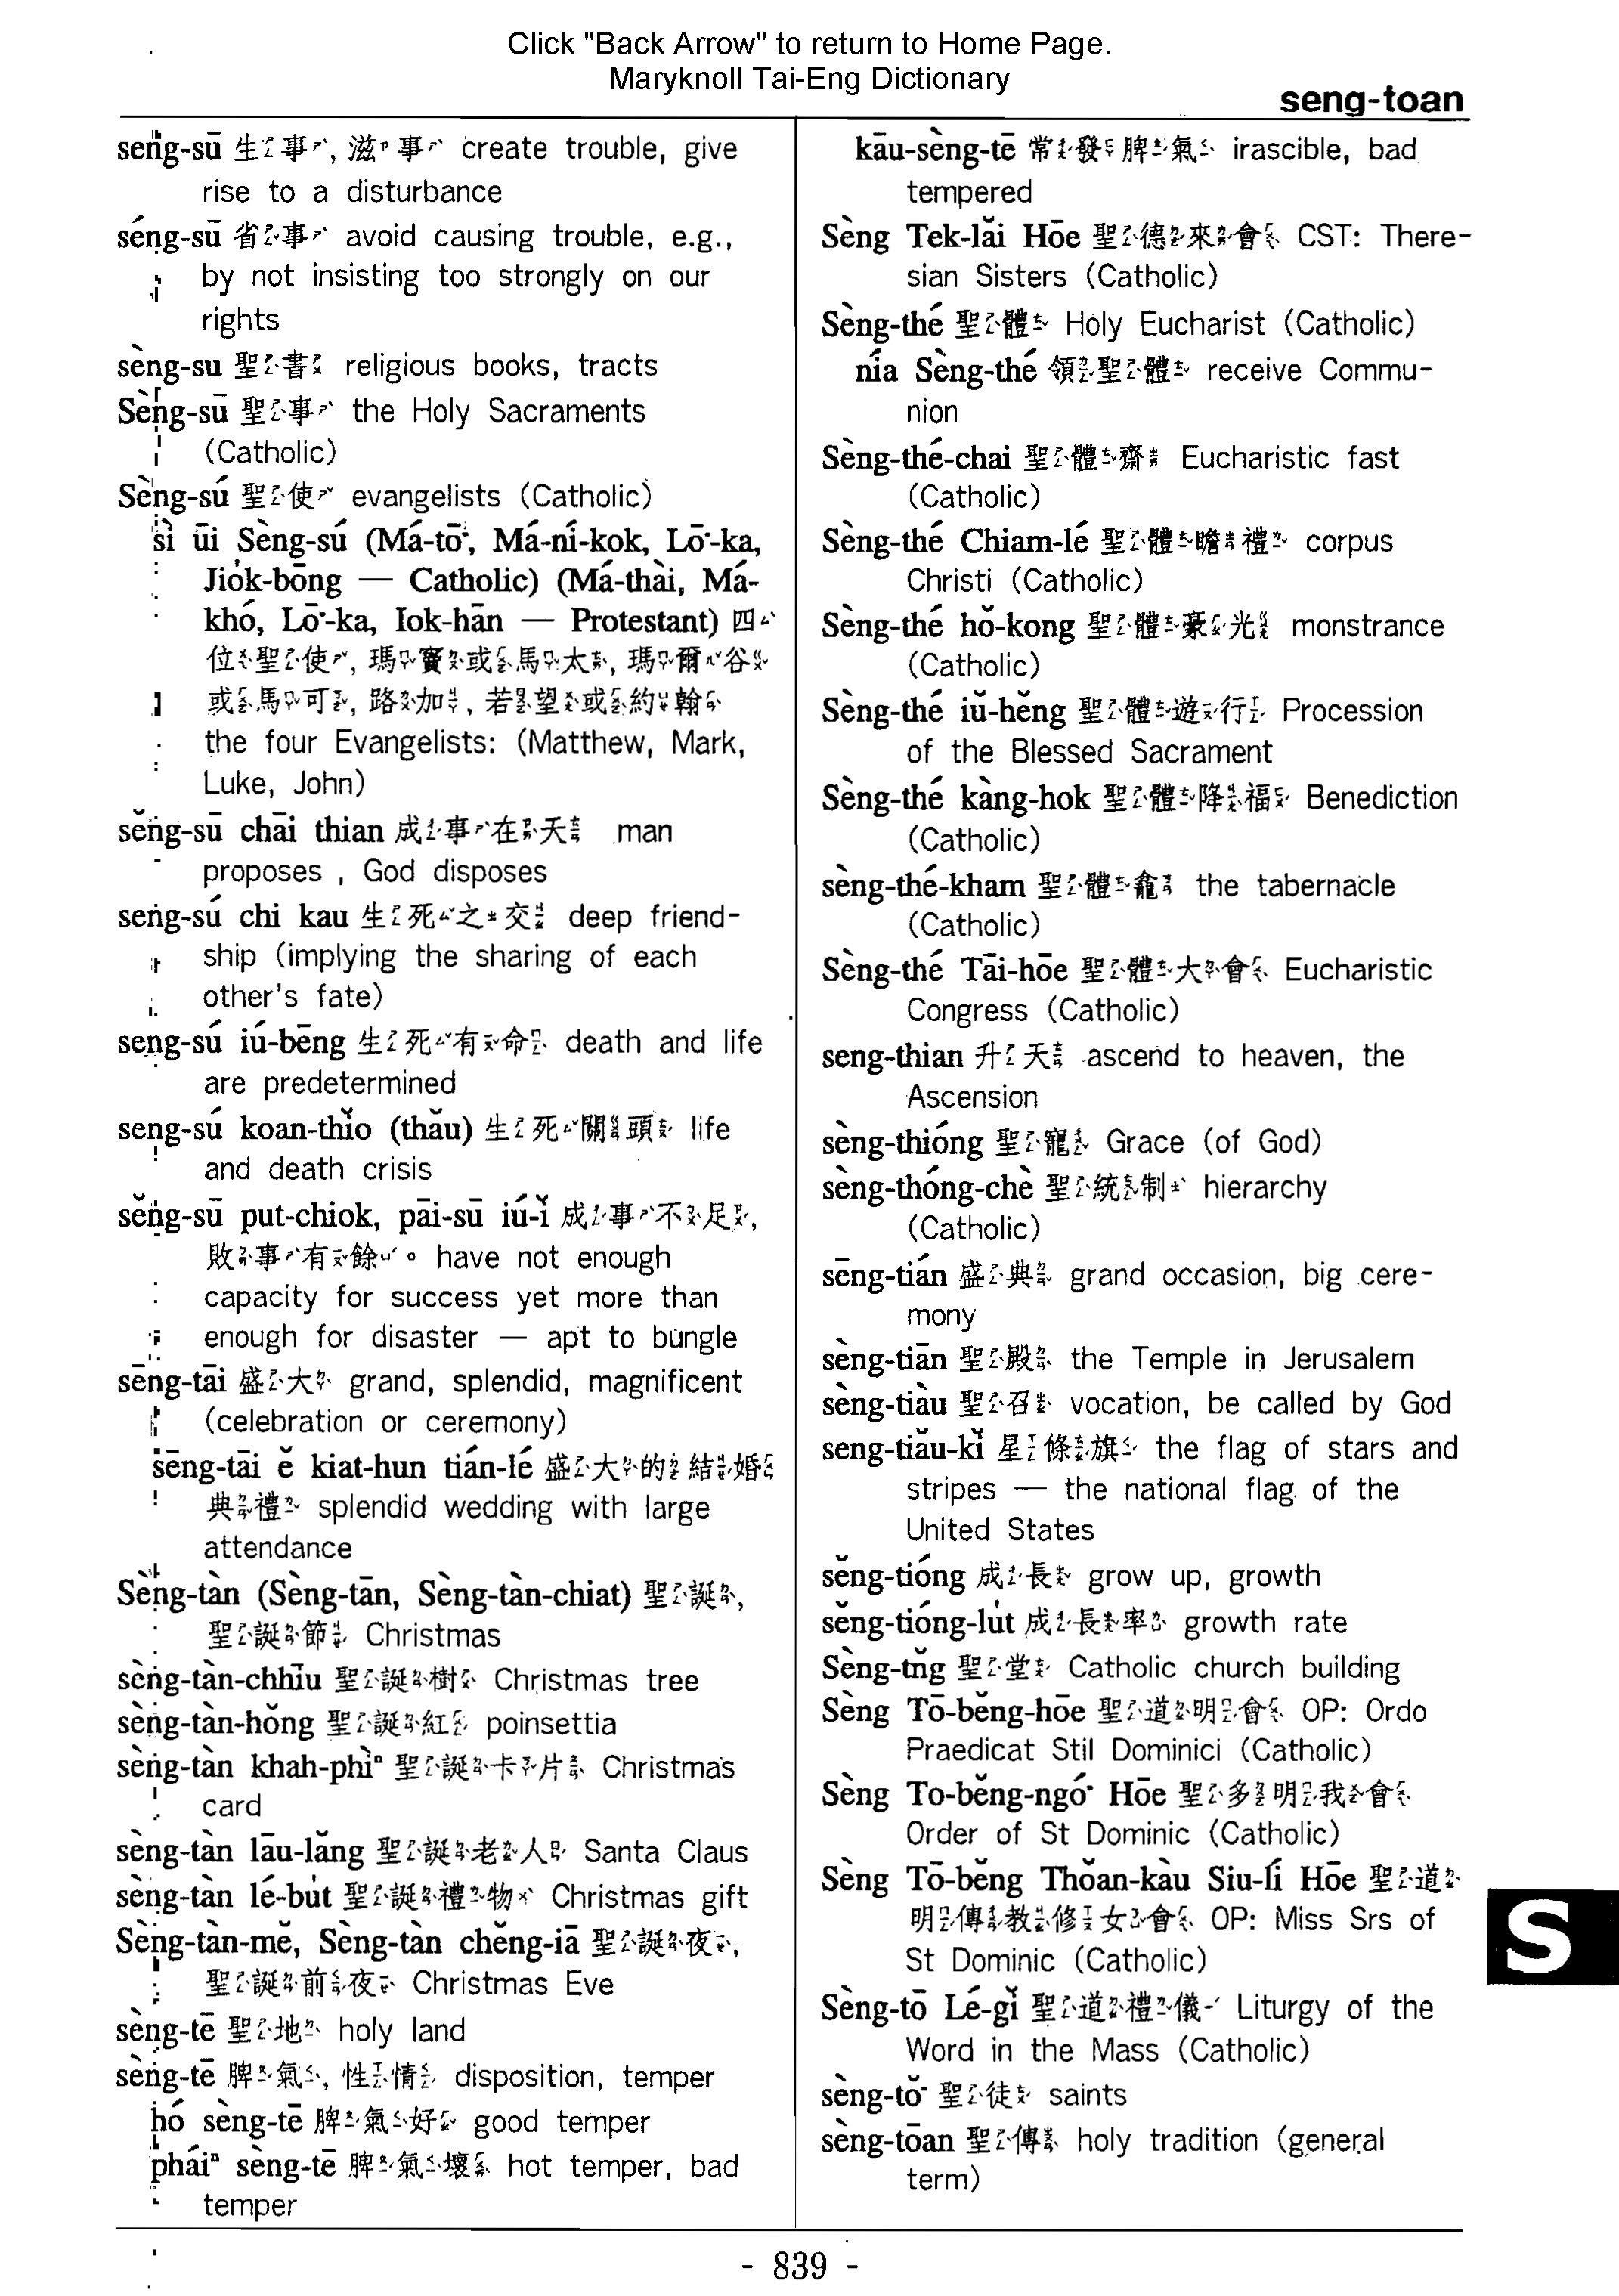 Click "Back Arrow" to return to Home Page.
Maryknoll Tai-Eng Dictionary
seng-toan
seng-sū 生事, 滋事 create trouble, give
rise to a disturbance
séng-sū 省事 avoid causing trouble, e.g.,
by not insisting too strongly on our
rights
sèng-su 聖書 religious books, tracts
Sèng-sū 聖事 the Holy Sacraments
(Catholic)
Sèng-sú 聖使 evangelists (Catholic)
sì ūi Sèng-sú (Má-tō͘, Má-ní-kok, Lō͘-ka,
Jio̍k-bōng — Catholic) (Má-thài, Má-
khó, Lō͘-ka, Iok-hān — Protestant) 四
位聖使, 瑪竇或馬太, 瑪爾谷
或馬可, 路加, 若望或約翰
the four Evangelists: (Matthew, Mark,
Luke, John)
sĕng-sū chāi thian 成事在天 man
proposes , God disposes
seng-sú chi kau 生死之交 deep friend-
ship (implying the sharing of each
other's fate)
seng-sú iú-bēng 生死有命 death and life
are predetermined
seng-sú koan-thĭo (thău) 生死關頭 life
and death crisis
sĕng-sū put-chiok, pāi-sū iú-ĭ 成事不足,
敗事有餘。 have not enough
capacity for success yet more than
enough for disaster — apt to bungle
sēng-tāi 盛大 grand, splendid, magnificent
(celebration or ceremony)
sēng-tāi ĕ kiat-hun tián-lé 盛大的結婚
典禮 splendid wedding with large
attendance
Sèng-tàn (Sèng-tān, Sèng-tàn-chiat) 聖誕,
聖誕節 Christmas
sèng-tàn-chhīu 聖誕樹 Christmas tree
sèng-tàn-hŏng 聖誕紅 poinsettia
sèng-tàn khah-phìⁿ 聖誕卡片 Christmas
card
sèng-tàn lāu-lăng 聖誕老人 Santa Claus
sèng-tàn lé-bu̍t 聖誕禮物 Christmas gift
Sèng-tàn-mĕ, Sèng-tàn chĕng-iā 聖誕夜,
聖誕前夜 Christmas Eve
sèng-tē 聖地 holy land
sèng-tē 脾氣, 性情 disposition, temper
hó sèng-tē 脾氣好 good temper
pháiⁿ sèng-tē 脾氣壞 hot temper, bad
temper
kāu-sèng-tē 常發脾氣 irascible, bad
tempered
Sèng Tek-lăi Hōe 聖德來會 CST: There-
sian Sisters (Catholic)
Sèng-thé 聖體 Holy Eucharist (Catholic)
nía Sèng-thé 領聖體 receive Commu-
nion
Sèng-thé-chai 聖體齋 Eucharistic fast
(Catholic)
Sèng-thé Chiam-lé 聖體瞻禮 corpus
Christi (Catholic)
Sèng-thé hŏ-kong 聖體豪光 monstrance
(Catholic)
Sèng-thé iŭ-hĕng 聖體遊行 Procession
of the Blessed Sacrament
Sèng-thé kàng-hok 聖體降福 Benediction
(Catholic)
sèng-thé-kham 聖體龕 the tabernacle
(Catholic)
Sèng-thé Tāi-hōe 聖體大會 Eucharistic
Congress (Catholic)
seng-thian 升天 ascend to heaven, the
Ascension
sèng-thióng 聖寵 Grace (of God)
sèng-thóng-chè 聖統制 hierarchy
(Catholic)
sēng-tián 盛典 grand occasion, big cere-
mony
sèng-tiān 聖殿 the Temple in Jerusalem
sèng-tiàu 聖召 vocation, be called by God
seng-tiău-kĭ 星條旗 the flag of stars and
stripes — the national flag of the
United States
sĕng-tióng 成長 grow up, growth
sĕng-tióng-lu̍t 成長率 growth rate
Sèng-tn̆g 聖堂 Catholic church building
Sèng Tō-bĕng-hōe 聖道明會 OP: Ordo
Praedicat Stil Dominici (Catholic)
Sèng To-bĕng-ngó͘ Hōe 聖多明我會
Order of St Dominic (Catholic)
Sèng Tō-bĕng Thŏan-kàu Siu-lí Hōe 聖道
明傳教修女會 OP: Miss Srs of
St Dominic (Catholic)
Sèng-tō Lé-gĭ 聖道禮儀 Liturgy of the
Word in the Mass (Catholic)
sèng-tŏ͘ 聖徒 saints
sèng-tōan 聖傳 holy tradition (general
term)
S
- 839 -